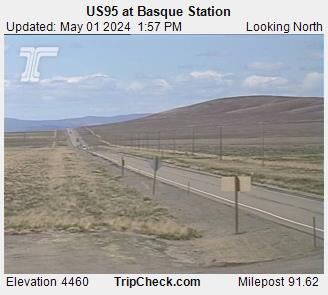 US95 at Basque Station
Updated: May 01 2024 1:57 PM Looking North
Elevation 4460 TripCheck.com Milepost 91.62